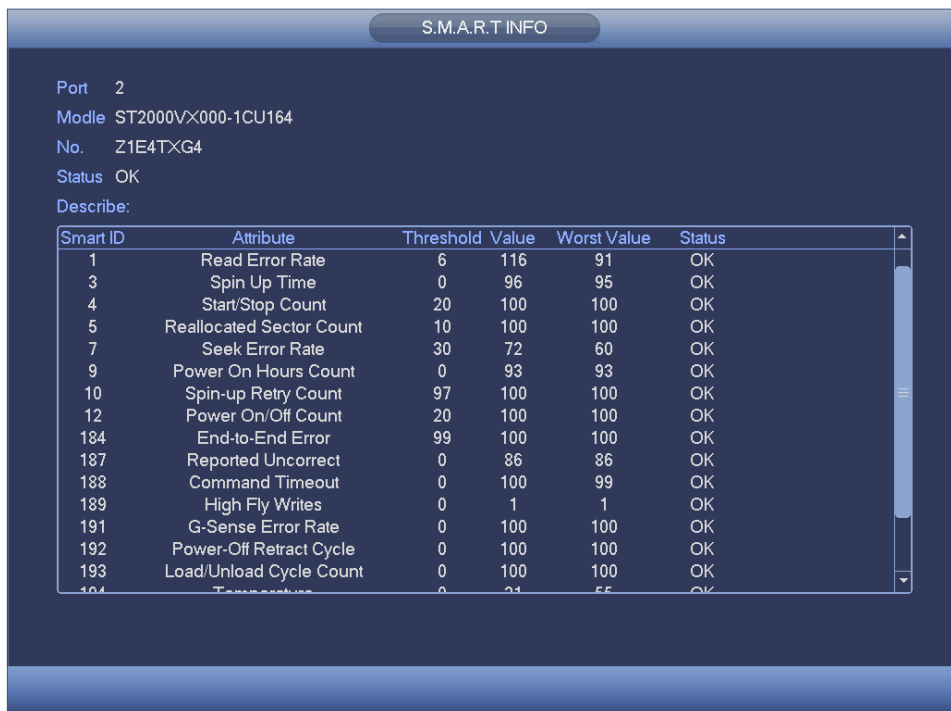 S.M.A.R.T INFO
Port 2
Modle ST2000VX000-1CU164
No. Z1E4TXG4
Status OK
Describe:
Smart ID Attribute Threshold Value Worst Value Status
1 Read Error Rate 6 116 91 OK
3 Spin Up Time 0 96 95 OK
4 Start/Stop Count 20 100 100 OK
5 Reallocated Sector Count 10 100 100 OK
7 Seek Error Rate 30 72 60 OK
9 Power On Hours Count 0 93 93 OK
10 Spin-up Retry Count 97 100 100 OK
12 Power On/Off Count 20 100 100 OK
184 End-to-End Error 99 100 100 OK
187 Reported Uncorrect 0 86 86 OK
188 Command Timeout 0 100 99 OK
189 High Fly Writes 0 1 1 OK
191 G-Sense Error Rate 0 100 100 OK
192 Power-Off Retract Cycle 0 100 100 OK
193 Load/Unload Cycle Count 0 100 100 OK
194 Temperature 0 OK